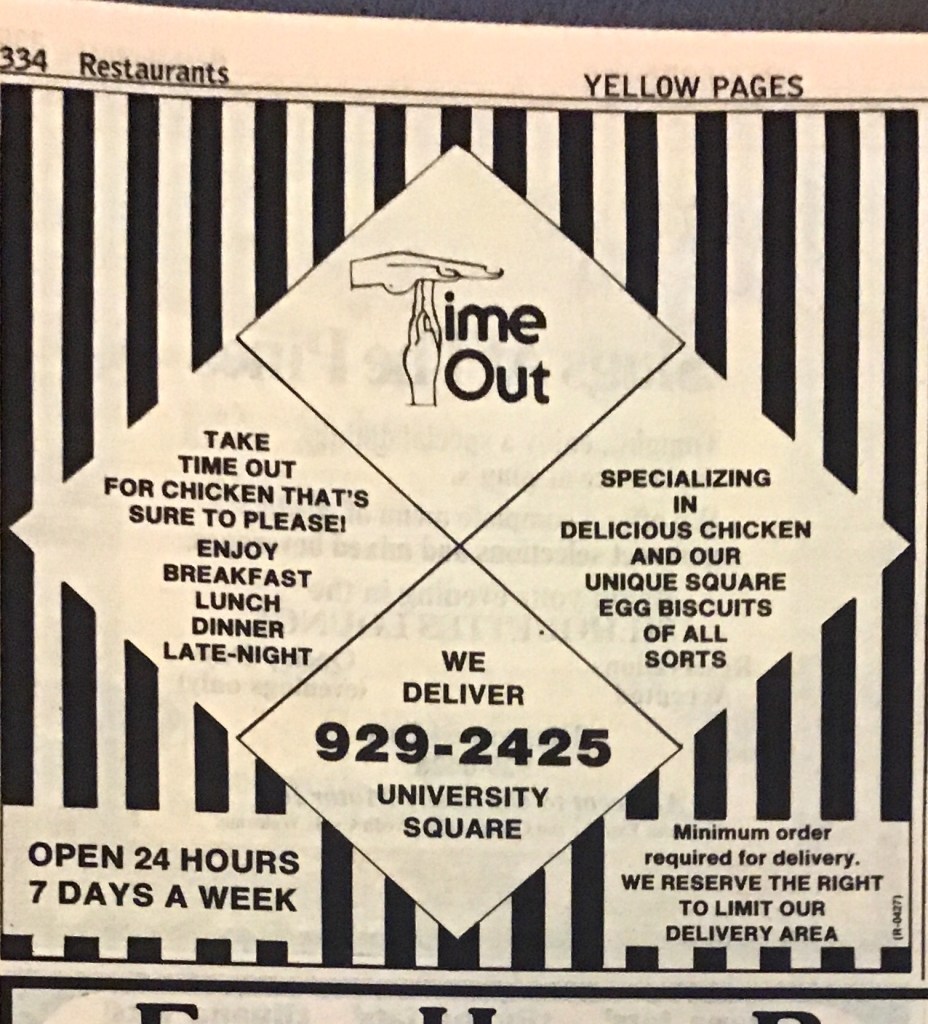 334 Restaurants
YELLOW PAGES
Time
Out
TAKE
TIME OUT
FOR CHICKEN THAT'S
SURE TO PLEASE!
ENJOY
BREAKFAST
LUNCH
DINNER
LATE-NIGHT
SPECIALIZING
IN
DELICIOUS CHICKEN
AND OUR
UNIQUE SQUARE
EGG BISCUITS
OF ALL
SORTS
WE
DELIVER
929-2425
UNIVERSITY
SQUARE
OPEN 24 HOURS
7 DAYS A WEEK
Minimum order
required for delivery.
WE RESERVE THE RIGHT
TO LIMIT OUR
DELIVERY AREA
(R-0427)